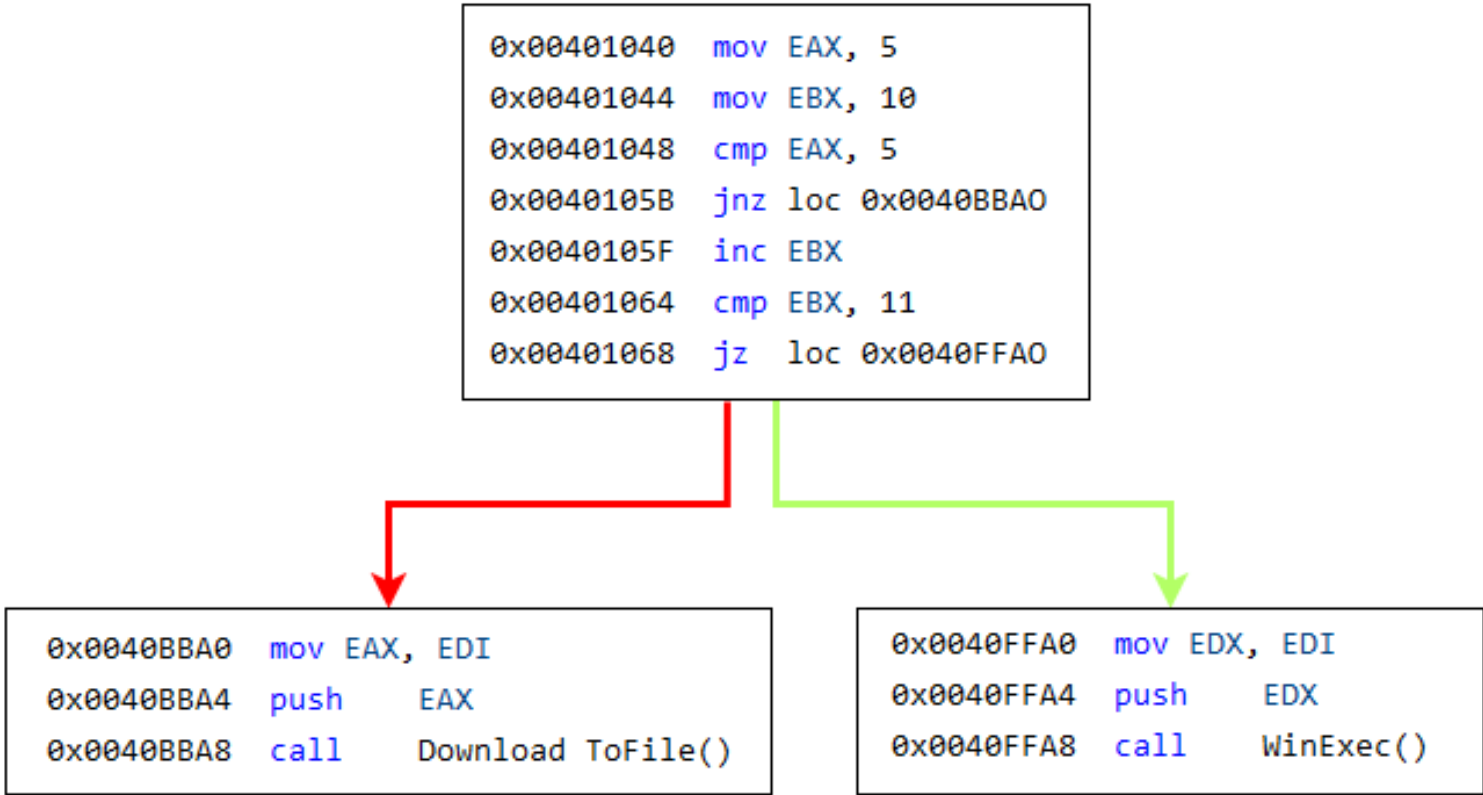 0x00401040 mov EAX, 5
0x00401044 mov EBX, 10
0x00401048 cmp EAX, 5
0x0040105B jnz loc 0x0040BBAO
0x0040105F inc EBX
0x00401064 cmp EBX, 11
0x00401068 jz loc 0x0040FFAO
0x0040BBA0 mov EAX, EDI
0x0040BBA4 push EAX
0x0040BBA8 call Download ToFile()
0x0040FFA0 mov EDX, EDI
0x0040FFA4 push EDX
0x0040FFA8 call WinExec()